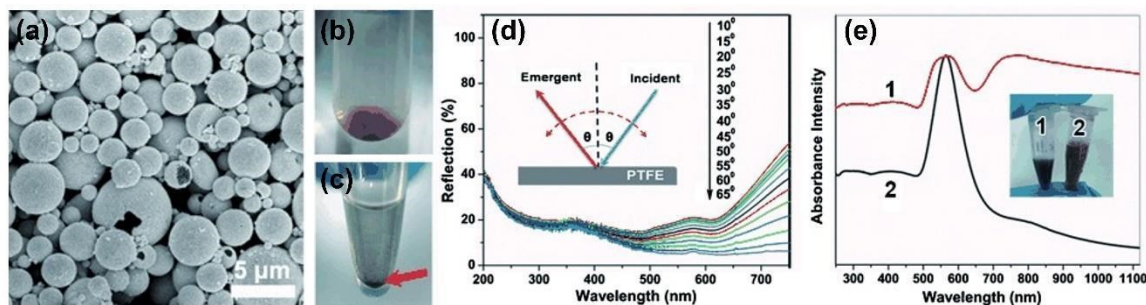 (a)
5 µm
(b)
(c)
(d)
Reflection (%)
100
80
60
40
20
0
200
300
400
500
600
700
Wavelength (nm)
Emergent
Incident
θ θ
PTFE
10°
15°
20°
25°
30°
35°
40°
45°
50°
55°
60°
65°
(e)
Absorbance Intensity
1
2
1 2
300 400 500 600 700 800 900 1000 1100
Wavelength (nm)